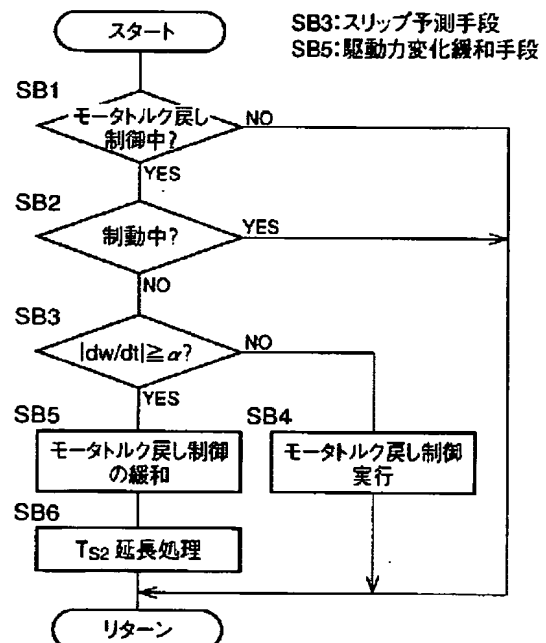 スタート
SB3:スリップ予測手段
SB5:駆動力変化緩和手段
SB1
モータトルク戻し
制御中?
NO
YES
SB2
制動中?
YES
NO
SB3
|dw/dt|≧α?
NO
YES
SB5
モータトルク戻し制御
の緩和
SB4
モータトルク戻し制御
実行
SB6
TS2 延長処理
リターン